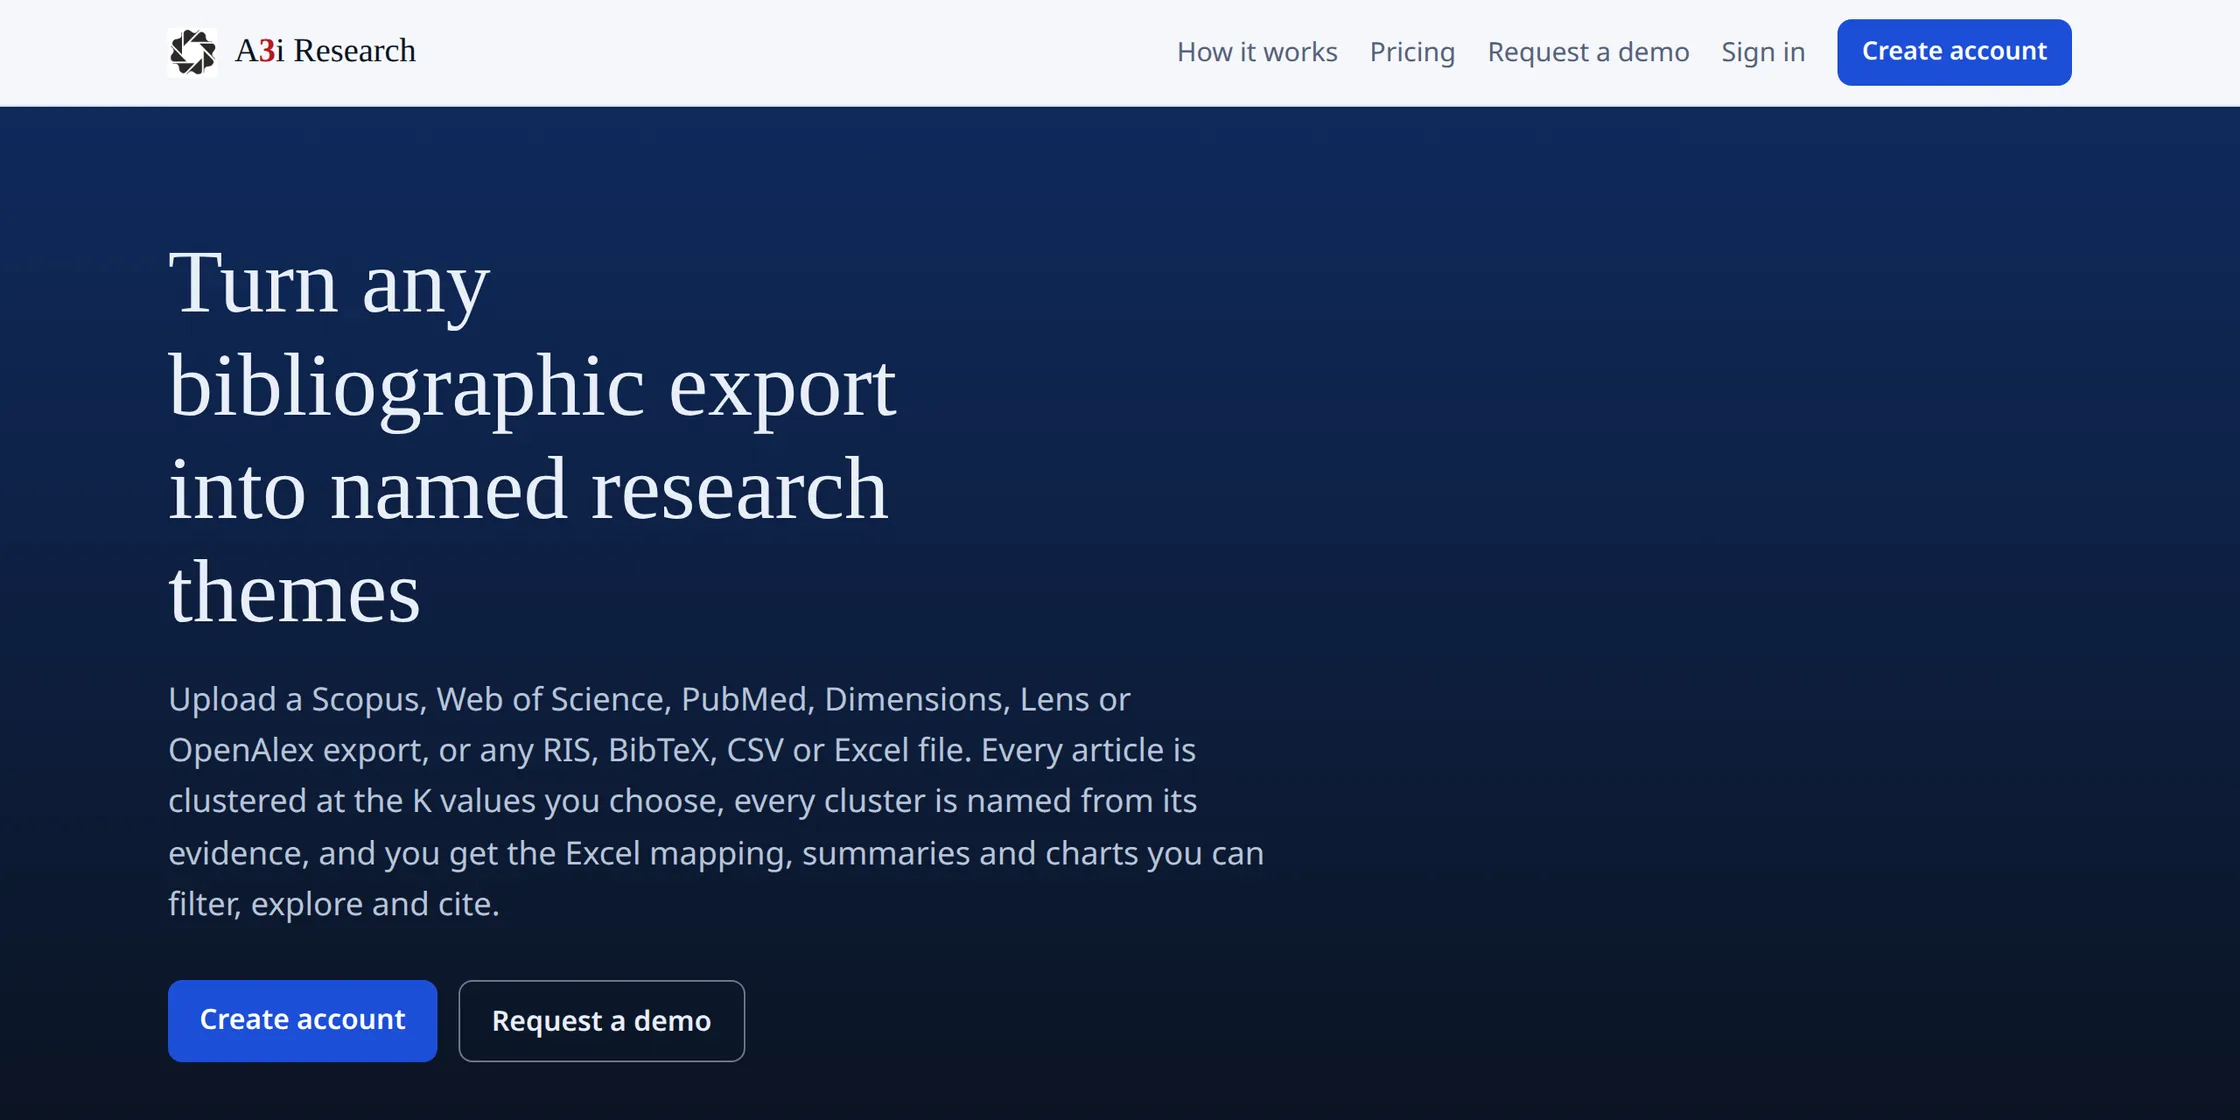 A3i Research
How it works
Pricing
Request a demo
Sign in
Create account
Turn any
bibliographic export
into named research
themes
Upload a Scopus, Web of Science, PubMed, Dimensions, Lens or
OpenAlex export, or any RIS, BibTeX, CSV or Excel file. Every article is
clustered at the K values you choose, every cluster is named from its
evidence, and you get the Excel mapping, summaries and charts you can
filter, explore and cite.
Create account
Request a demo